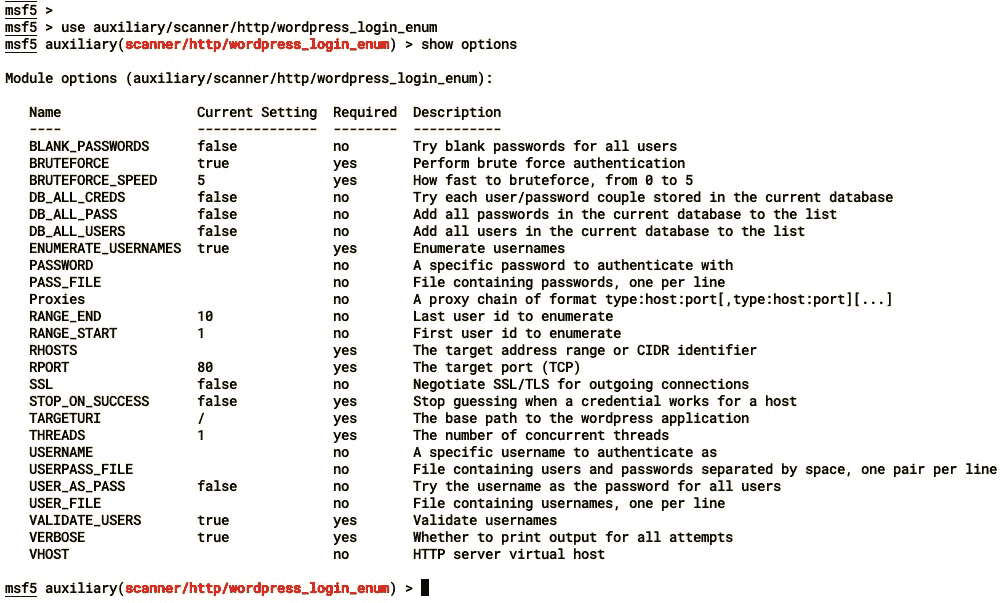 msf5 >
msf5 > use auxiliary/scanner/http/wordpress_login_enum
msf5 auxiliary(scanner/http/wordpress_login_enum) > show options

Module options (auxiliary/scanner/http/wordpress_login_enum):

   Name                 Current Setting  Required  Description
   ----                 ---------------  --------  -----------
   BLANK_PASSWORDS      false            no        Try blank passwords for all users
   BRUTEFORCE           true             yes       Perform brute force authentication
   BRUTEFORCE_SPEED     5                yes       How fast to bruteforce, from 0 to 5
   DB_ALL_CREDS         false            no        Try each user/password couple stored in the current database
   DB_ALL_PASS          false            no        Add all passwords in the current database to the list
   DB_ALL_USERS         false            no        Add all users in the current database to the list
   ENUMERATE_USERNAMES  true             yes       Enumerate usernames
   PASSWORD                              no        A specific password to authenticate with
   PASS_FILE                             no        File containing passwords, one per line
   Proxies                               no        A proxy chain of format type:host:port[,type:host:port][...]
   RANGE_END            10               no        Last user id to enumerate
   RANGE_START          1                no        First user id to enumerate
   RHOSTS                                yes       The target address range or CIDR identifier
   RPORT                80               yes       The target port (TCP)
   SSL                  false            no        Negotiate SSL/TLS for outgoing connections
   STOP_ON_SUCCESS      false            yes       Stop guessing when a credential works for a host
   TARGETURI            /                yes       The base path to the wordpress application
   THREADS              1                yes       The number of concurrent threads
   USERNAME                              no        A specific username to authenticate as
   USERPASS_FILE                         no        File containing users and passwords separated by space, one pair per line
   USER_AS_PASS         false            no        Try the username as the password for all users
   USER_FILE                             no        File containing usernames, one per line
   VALIDATE_USERS       true             yes       Validate usernames
   VERBOSE              true             yes       Whether to print output for all attempts
   VHOST                                 no        HTTP server virtual host

msf5 auxiliary(scanner/http/wordpress_login_enum) >